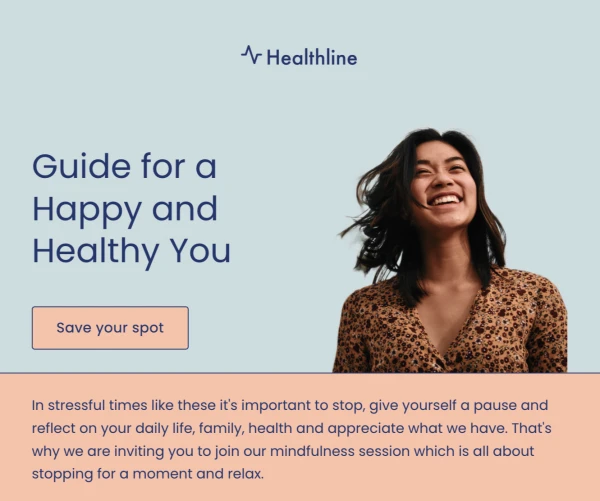 Healthline
Guide for a
Happy and
Healthy You
Save your spot
In stressful times like these it's important to stop, give yourself a pause and
reflect on your daily life, family, health and appreciate what we have. That's
why we are inviting you to join our mindfulness session which is all about
stopping for a moment and relax.